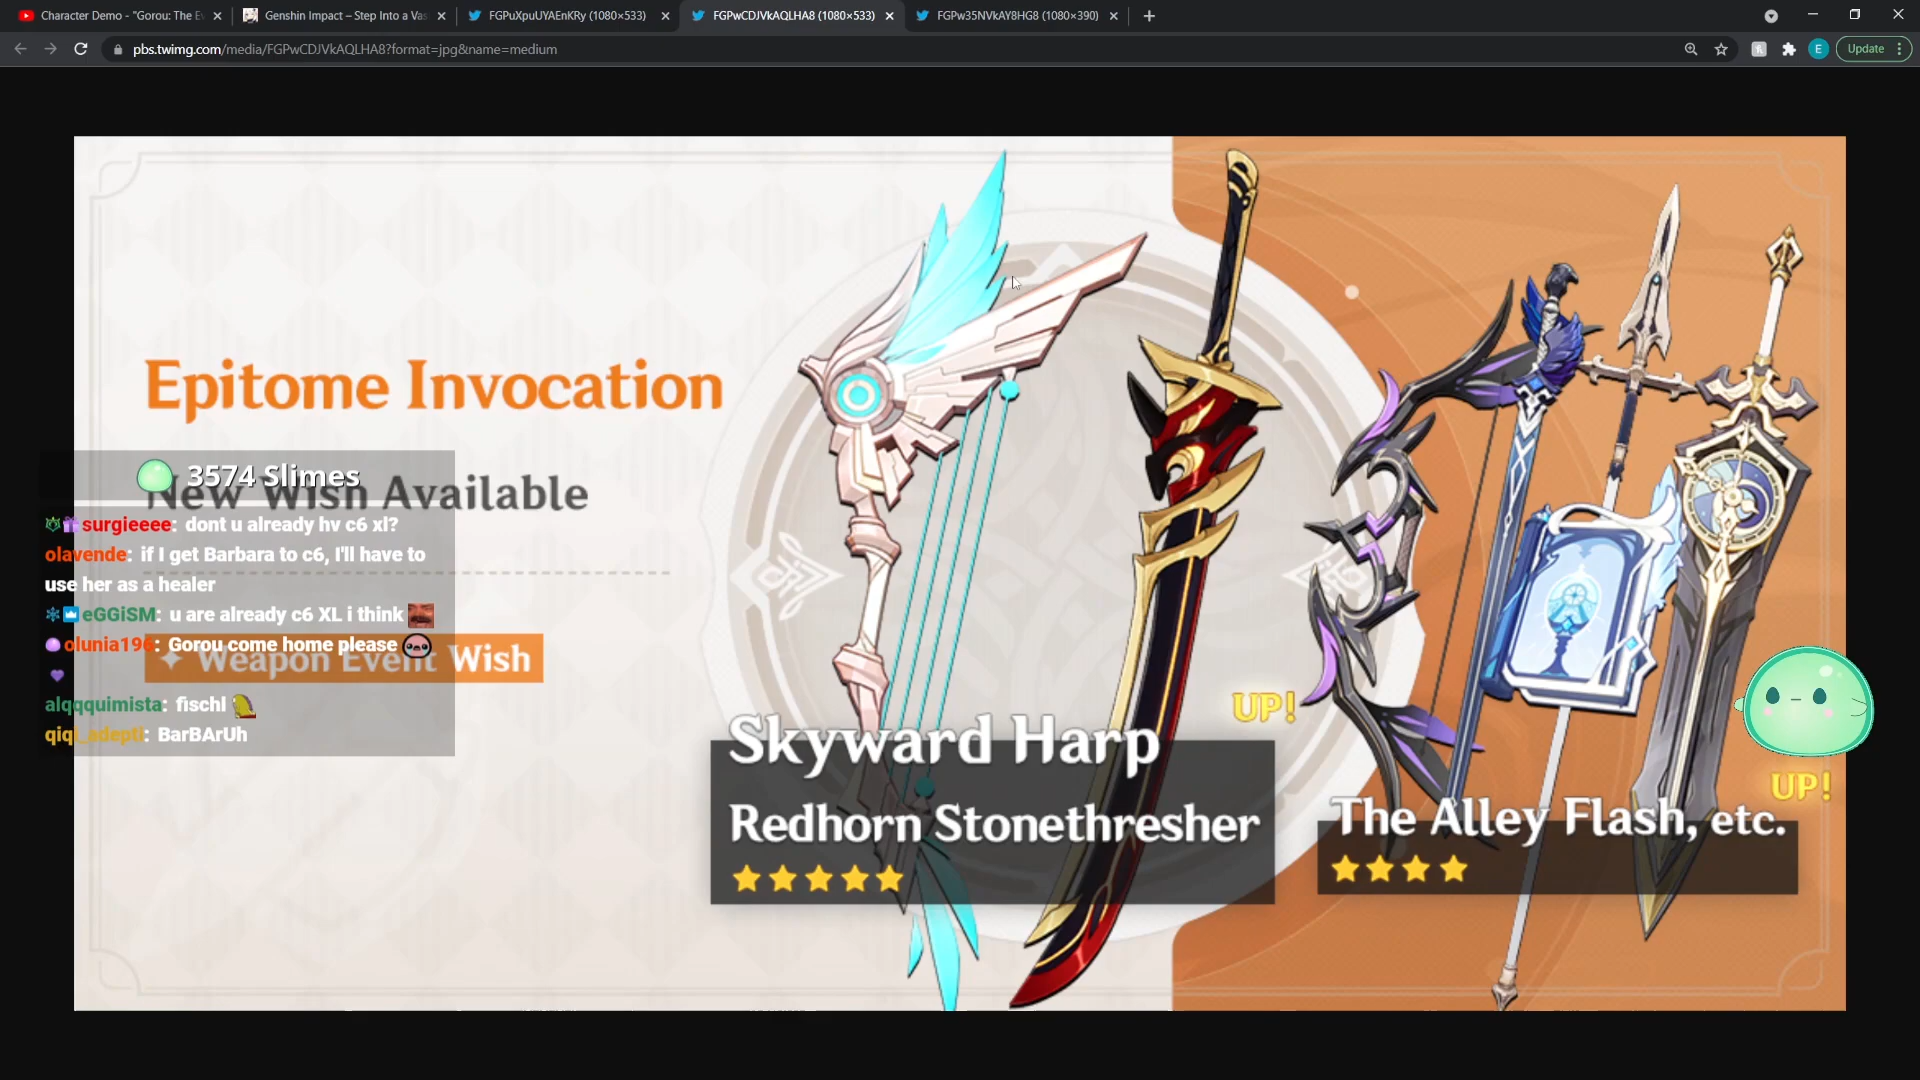 Character Demo - "Gorou: The E
Genshin Impact – Step Into a Vas
FGPuXpuUYAEnKRy (1080×533)
FGPwCDJVkAQLHA8 (1080×533)
FGPw35NVkAY8HG8 (1080×390)
pbs.twimg.com/media/FGPwCDJVkAQLHA8?format=jpg&name=medium
E
Update
Epitome Invocation
New Wish Available
Weapon Event Wish
3574 Slimes
surgieeee: dont u already hv c6 xl?
olavende: if I get Barbara to c6, I'll have to
use her as a healer
eGGiSM: u are already c6 XL i think
olunia196: Gorou come home please
alqqquimista: fischl
qiqi_adepti: BarBArUh
UP!
Skyward Harp
Redhorn Stonethresher
UP!
The Alley Flash, etc.